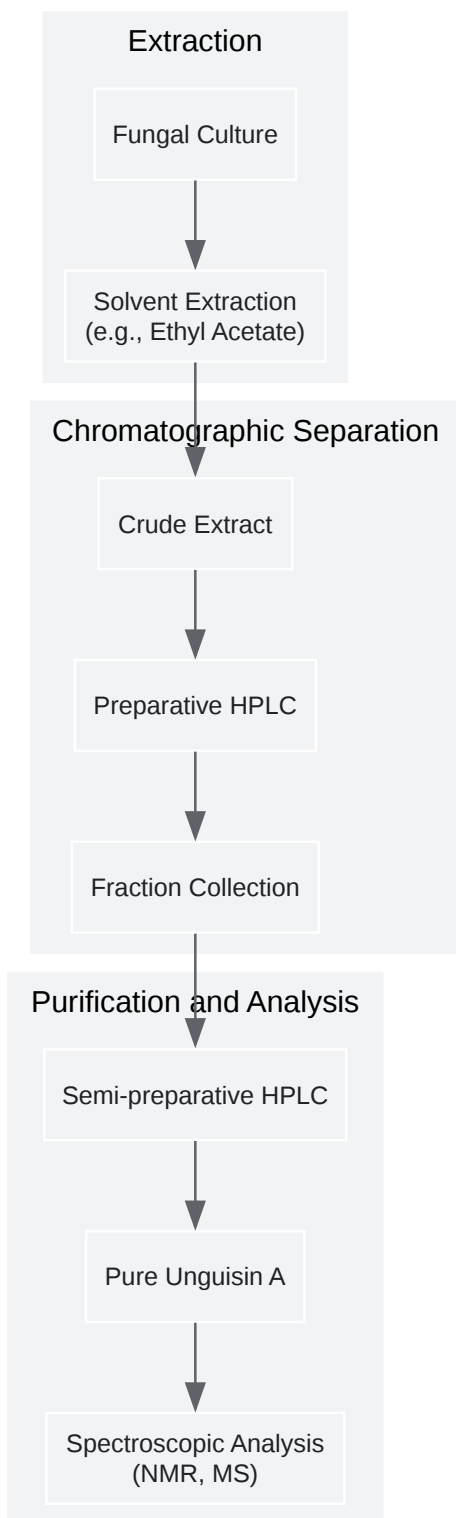 Extraction
Fungal Culture
Solvent Extraction
(e.g., Ethyl Acetate)
Chromatographic Separation
Crude Extract
Preparative HPLC
Fraction Collection
Purification and Analysis
Semi-preparative HPLC
Pure Unguisin A
Spectroscopic Analysis
(NMR, MS)